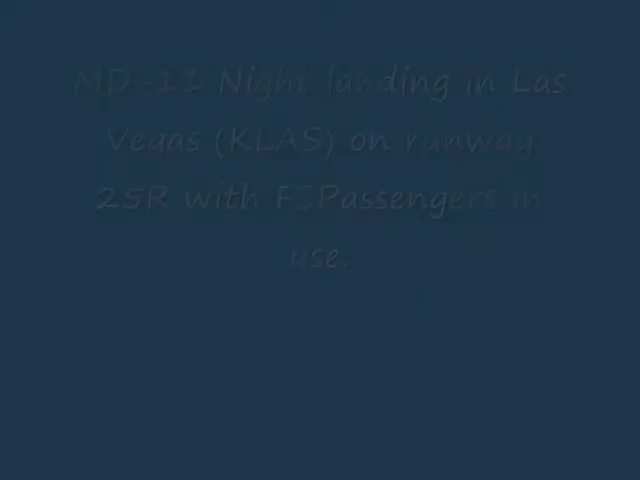 MD-11 Night landing in Las
Vegas (KLAS) on runway
25R with FSPassengers in
use.